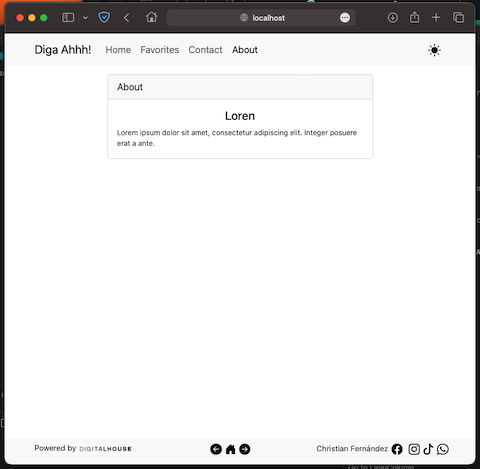 localhost
Diga Ahhh! Home Favorites Contact About
About
Loren
Lorem ipsum dolor sit amet, consectetur adipiscing elit. Integer posuere
erat a ante.
Powered by DIGITALHOUSE
Christian Fernández